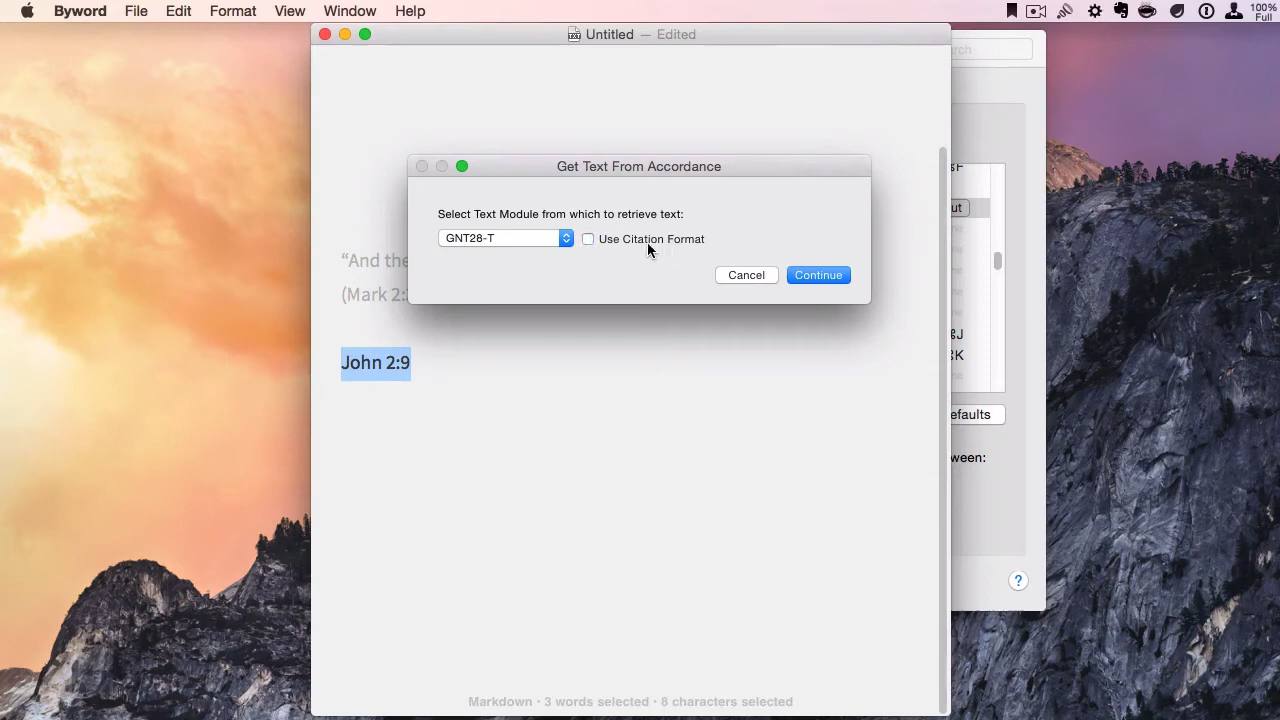 Byword File Edit Format View Window Help
100%
Full
Untitled — Edited
Get Text From Accordance
Select Text Module from which to retrieve text:
GNT28-T
Use Citation Format
Cancel
Continue
“And the
(Mark 2:
John 2:9
ut
⌘J
⌘K
efaults
ween:
?
Markdown · 3 words selected · 8 characters selected